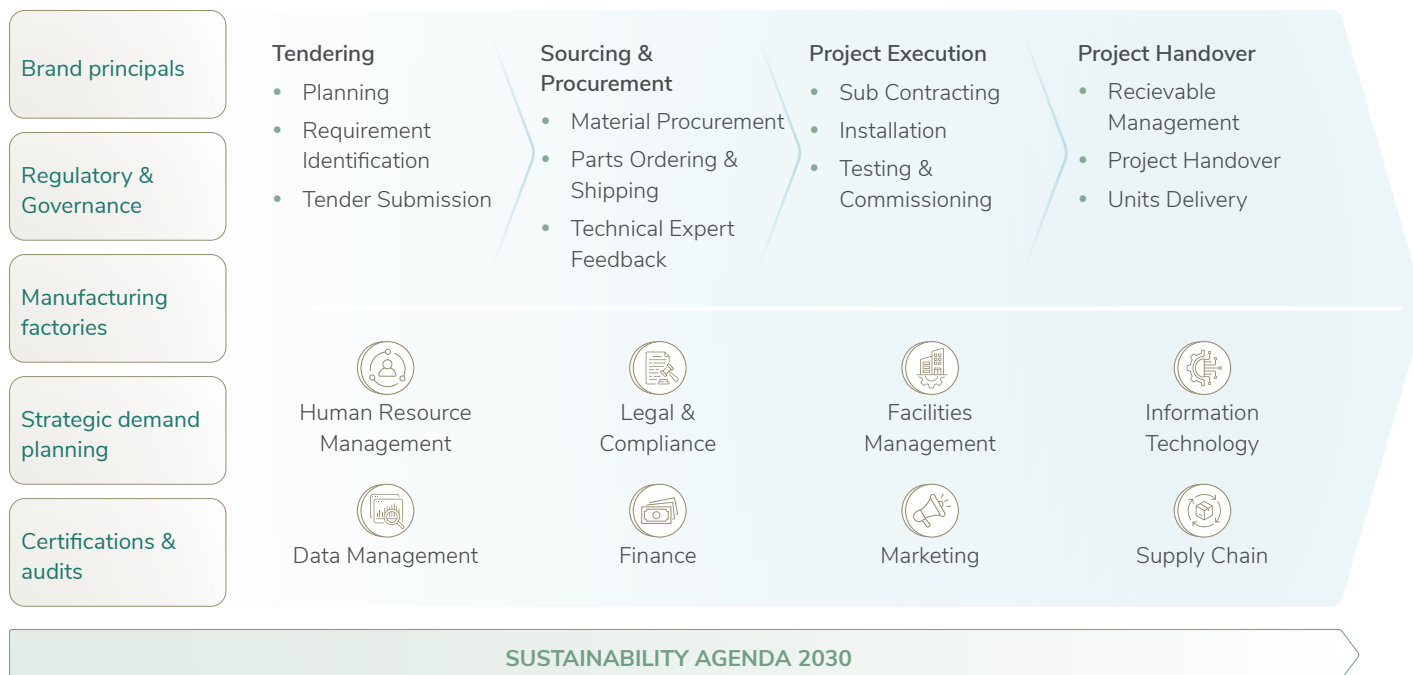 Brand principals
Regulatory &
Governance
Manufacturing
factories
Strategic demand
planning
Certifications &
audits
Tendering
• Planning
• Requirement
Identification
• Tender Submission
Sourcing &
Procurement
• Material Procurement
• Parts Ordering &
Shipping
• Technical Expert
Feedback
Project Execution
• Sub Contracting
• Installation
• Testing &
Commissioning
Project Handover
• Recievable
Management
• Project Handover
• Units Delivery
Human Resource
Management
Legal &
Compliance
Facilities
Management
Information
Technology
Data Management
Finance
Marketing
Supply Chain
SUSTAINABILITY AGENDA 2030